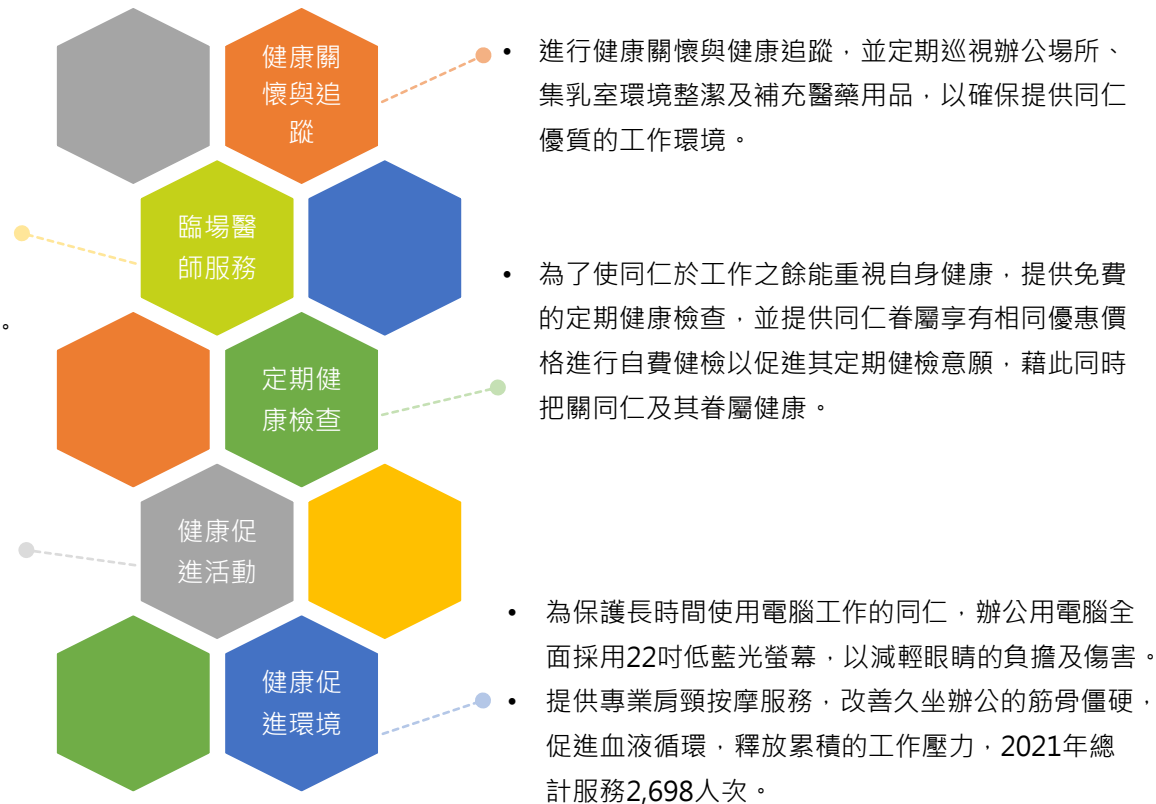 健康關
懷與追
蹤
• 進行健康關懷與健康追蹤，並定期巡視辦公場所、
集乳室環境整潔及補充醫藥用品，以確保提供同仁
優質的工作環境。
臨場醫
師服務
。
• 為了使同仁於工作之餘能重視自身健康，提供免費
的定期健康檢查，並提供同仁眷屬享有相同優惠價
格進行自費健檢以促進其定期健檢意願，藉此同時
把關同仁及其眷屬健康。
定期健
康檢查
健康促
進活動
• 為保護長時間使用電腦工作的同仁，辦公用電腦全
面採用22吋低藍光螢幕，以減輕眼睛的負擔及傷害。
• 提供專業肩頸按摩服務，改善久坐辦公的筋骨僵硬，
促進血液循環，釋放累積的工作壓力，2021年總
計服務2,698人次。
健康促
進環境